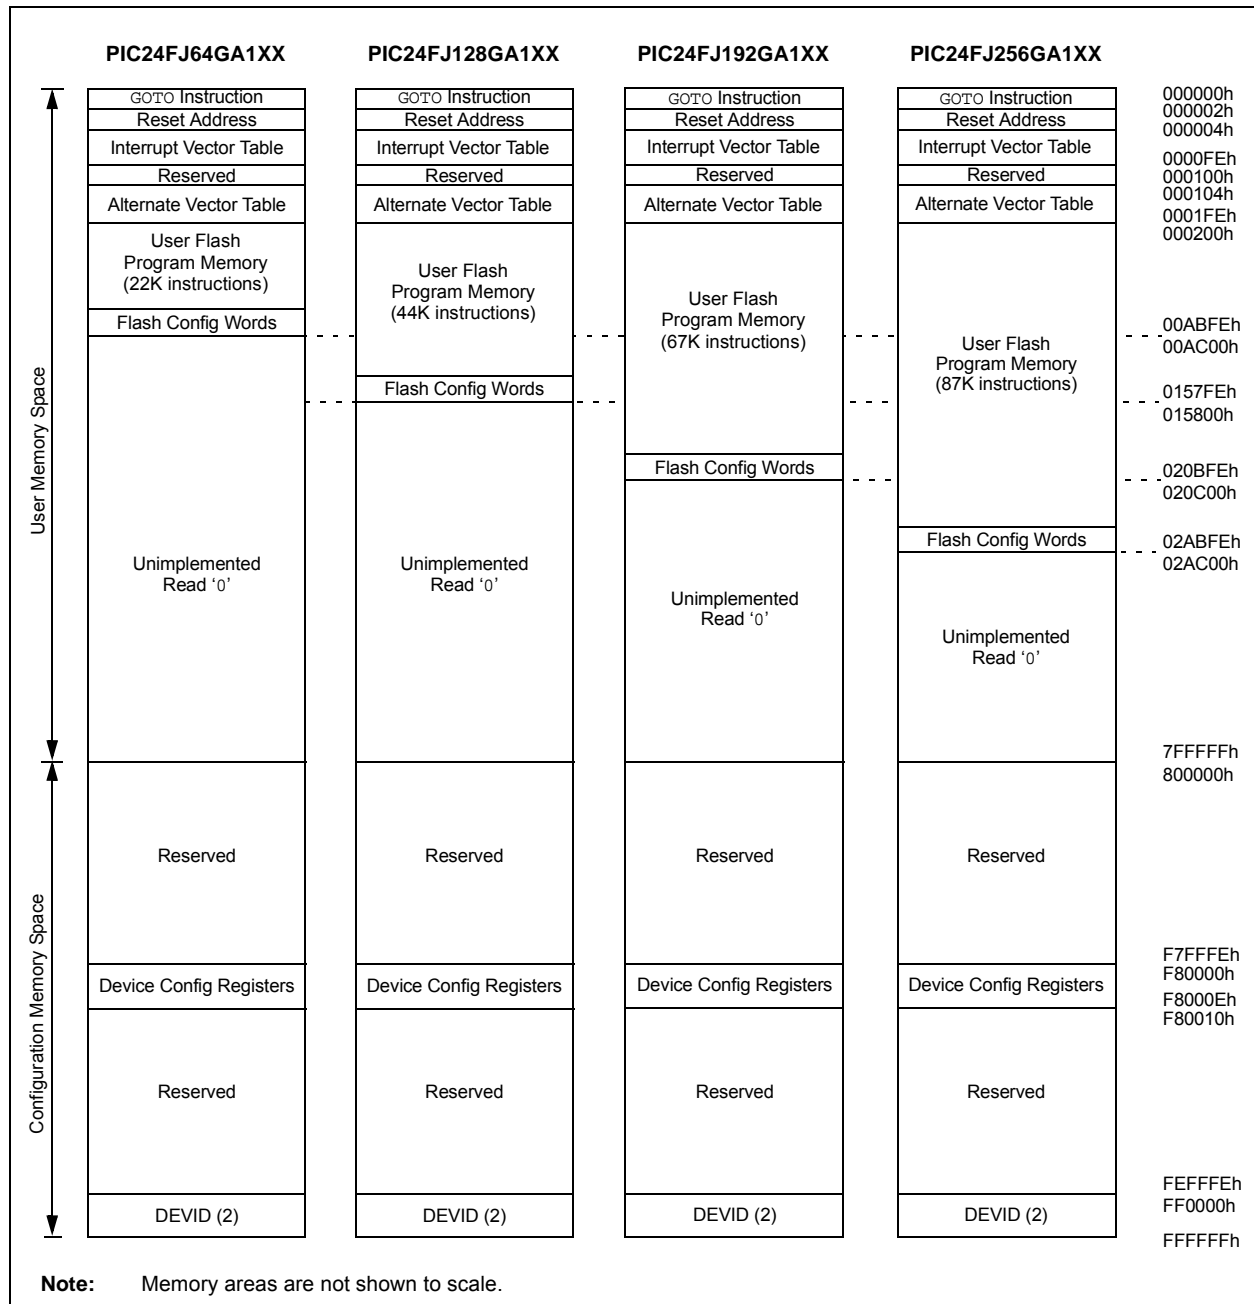 PIC24FJ64GA1XX PIC24FJ128GA1XX PIC24FJ192GA1XX PIC24FJ256GA1XX
GOTO Instruction GOTO Instruction GOTO Instruction GOTO Instruction 000000h
Reset Address Reset Address Reset Address Reset Address 000002h
000004h
Interrupt Vector Table Interrupt Vector Table Interrupt Vector Table Interrupt Vector Table
0000FEh
Reserved Reserved Reserved Reserved 000100h
000104h
Alternate Vector Table Alternate Vector Table Alternate Vector Table Alternate Vector Table
0001FEh
000200h
User Flash
Program Memory
(22K instructions)
User Flash
Program Memory
(44K instructions)
User Flash
Program Memory
(67K instructions)
User Flash
Program Memory
(87K instructions)
Flash Config Words 00ABFEh
00AC00h
Flash Config Words 0157FEh
015800h
Flash Config Words 020BFEh
020C00h
Flash Config Words 02ABFEh
02AC00h
User Memory Space
Unimplemented
Read ‘0’
Unimplemented
Read ‘0’
Unimplemented
Read ‘0’
Unimplemented
Read ‘0’
7FFFFFh
800000h
Configuration Memory Space
Reserved Reserved Reserved Reserved
F7FFFEh
F80000h
Device Config Registers Device Config Registers Device Config Registers Device Config Registers
F8000Eh
F80010h
Reserved Reserved Reserved Reserved
FEFFFEh
FF0000h
DEVID (2) DEVID (2) DEVID (2) DEVID (2)
FFFFFFh
Note: Memory areas are not shown to scale.